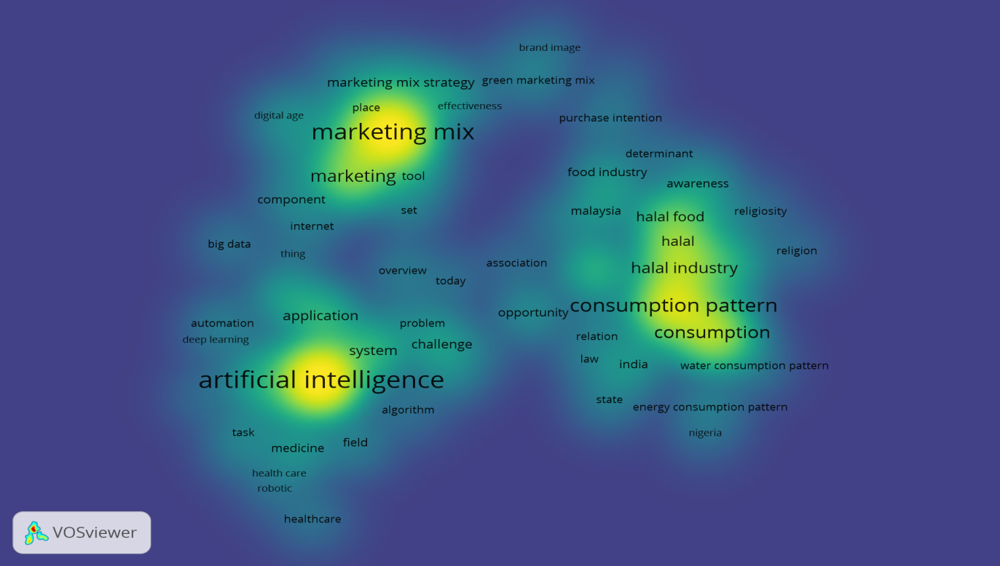 brand image
green marketing mix
marketing mix strategy
effectiveness
place
digital age
purchase intention
marketing mix
determinant
food industry
marketing
tool
awareness
component
set
malaysia
halal food
religiosity
internet
big data
halal
religion
thing
association
halal industry
overview
today
consumption pattern
opportunity
application
automation
problem
consumption
relation
deep learning
challenge
system
law
india
water consumption pattern
artificial intelligence
state
energy consumption pattern
algorithm
task
nigeria
field
medicine
health care
robotic
healthcare
VOSviewer